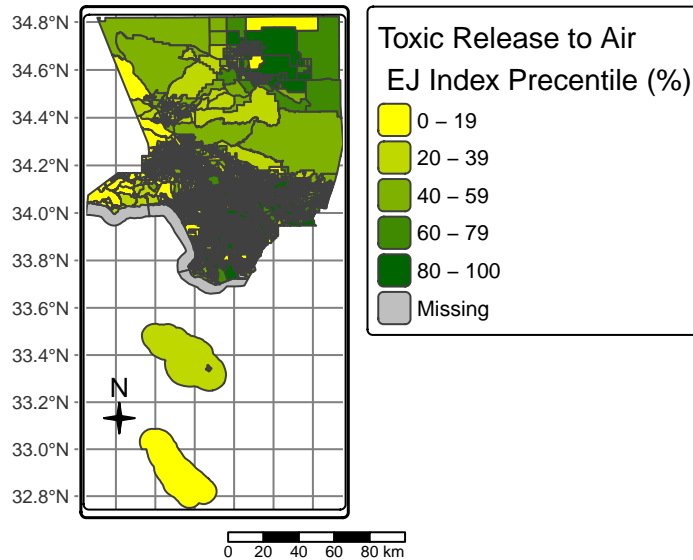 34.8°N
34.6°N
34.4°N
34.2°N
34.0°N
33.8°N
33.6°N
33.4°N
33.2°N
33.0°N
32.8°N
N
0 20 40 60 80 km
Toxic Release to Air
EJ Index Precentile (%)
0 – 19
20 – 39
40 – 59
60 – 79
80 – 100
Missing